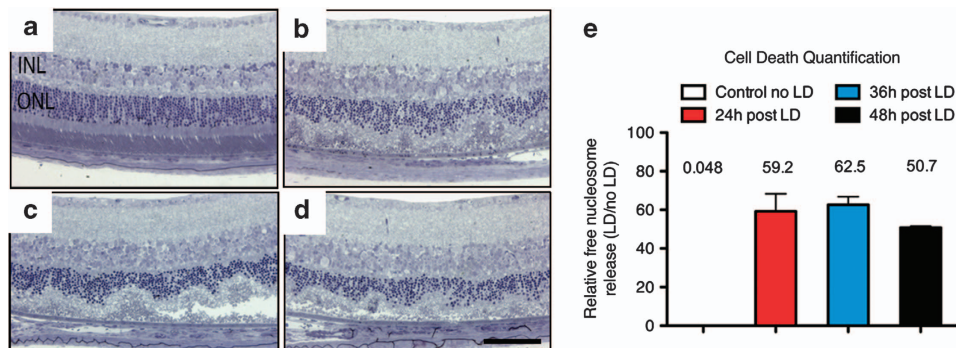 a
INL
ONL
b
c
d
e
Cell Death Quantification
Control no LD
36h post LD
24h post LD
48h post LD
Relative free nucleosome
release (LD/no LD)
100
80
60
40
20
0
0.048
59.2
62.5
50.7